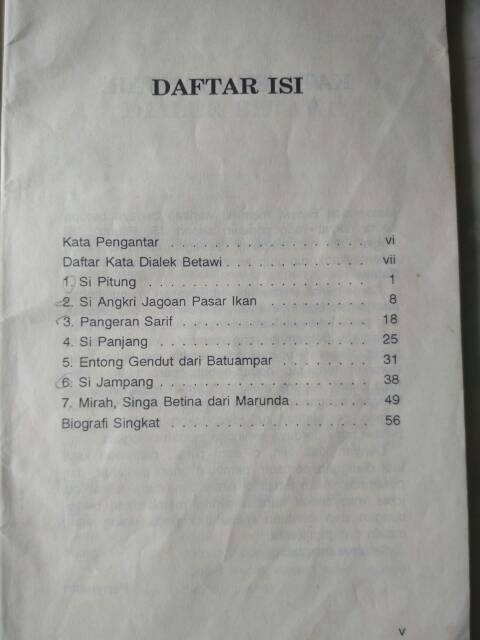 DAFTAR ISI
Kata Pengantar . . . . . . . . . . . . . . . . . vi
Daftar Kata Dialek Betawi . . . . . . . . . . . . vii
1. Si Pitung . . . . . . . . . . . . . . . . . . 1
2. Si Angkri Jagoan Pasar Ikan . . . . . . . . . 8
3. Pangeran Sarif . . . . . . . . . . . . . . . . 18
4. Si Panjang . . . . . . . . . . . . . . . . . . 25
5. Entong Gendut dari Batuampar . . . . . . . . 31
6. Si Jampang . . . . . . . . . . . . . . . . . 38
7. Mirah, Singa Betina dari Marunda . . . . . . . 49
Biografi Singkat . . . . . . . . . . . . . . . . . 56
v